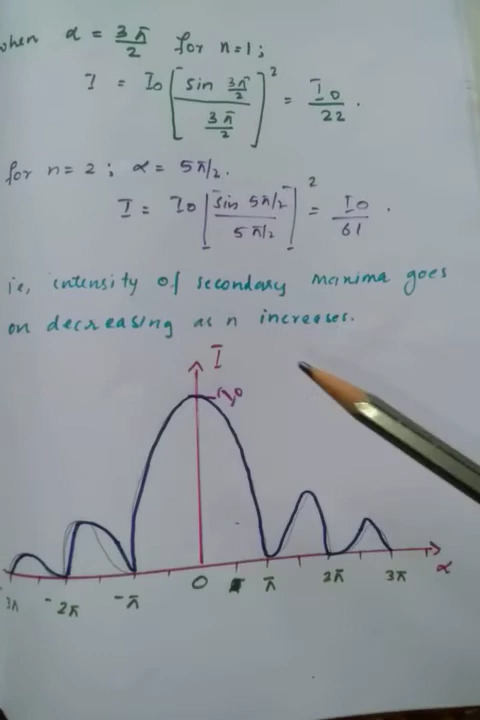 when α = 3π/2 for n=1;
I = I0 [sin 3π/2 / 3π/2]² = I0/22.
for n=2; α = 5π/2.
I = I0 [sin 5π/2 / 5π/2]² = I0/61.
ie, intensity of secondary maxima goes
on decreasing as n increases.
I
-2π -π 0 π 2π 3π α